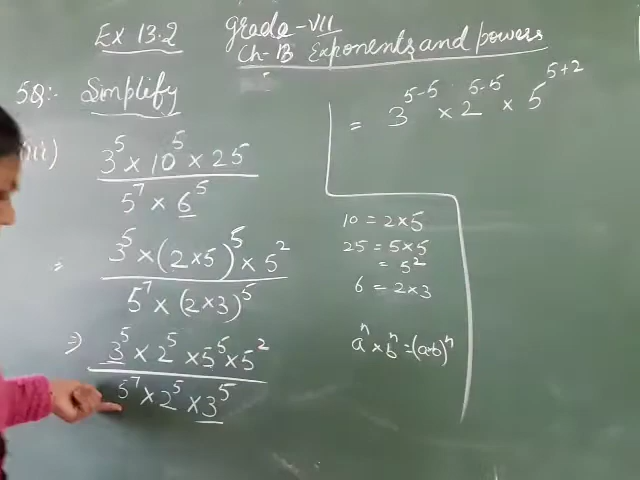 Ex 13.2
grade-VII
Ch-13 Exponents and powers
5Q:- Simplify
iii)
3⁵ × 10⁵ × 25
5⁷ × 6⁵
= 3⁵ × (2×5)⁵ × 5²
5⁷ × (2×3)⁵
⇒ 3⁵ × 2⁵ × 5⁵ × 5²
5⁷ × 2⁵ × 3⁵
= 3⁵⁻⁵ × 2⁵⁻⁵ × 5⁵⁺²
10 = 2×5
25 = 5×5
= 5²
6 = 2×3
aⁿ × bⁿ = (ab)ⁿ